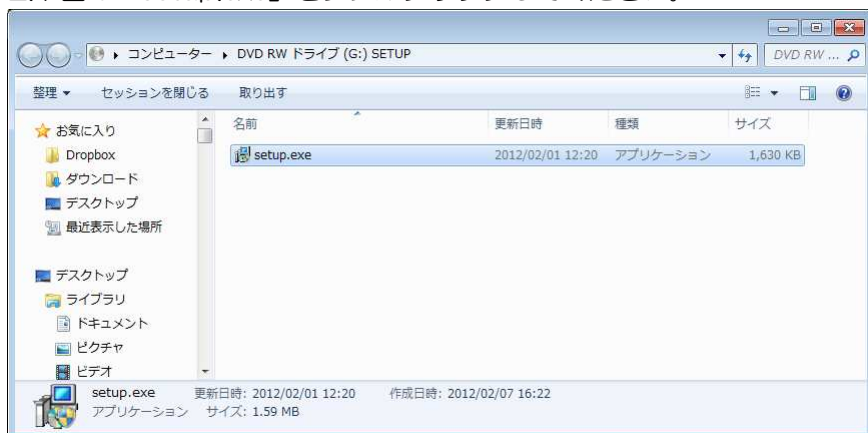 コンピューター ▸ DVD RW ドライブ (G:) SETUP
DVD RW ...
整理 ▼ セッションを閉じる 取り出す
名前 更新日時 種類 サイズ
お気に入り
Dropbox
ダウンロード
デスクトップ
最近表示した場所
setup.exe 2012/02/01 12:20 アプリケーション 1,630 KB
デスクトップ
ライブラリ
ドキュメント
ピクチャ
ビデオ
setup.exe 更新日時: 2012/02/01 12:20 作成日時: 2012/02/07 16:22
アプリケーション サイズ: 1.59 MB